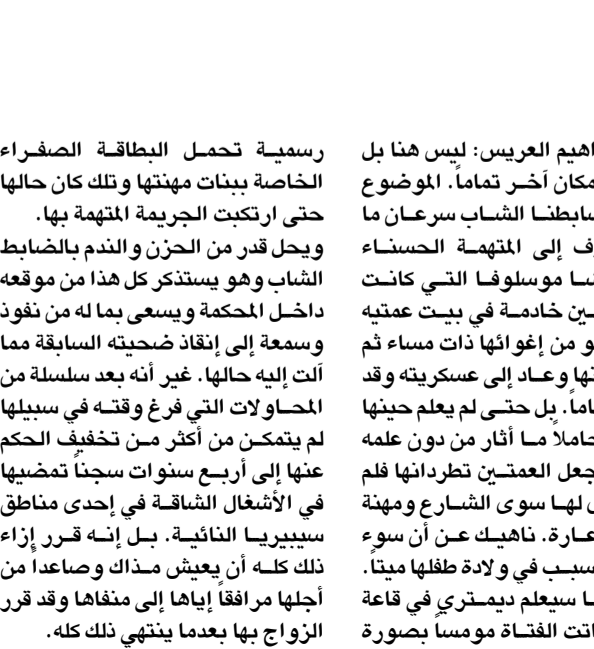 اهيم العريس: ليس هنا بل
مكان آخر تماماً. الموضوع
ضابطنا الشاب سرعان ما
ف إلى المتهمة الحسناء
شا موسلوفا التي كانت
ين خادمة في بيت عمتيه
و من إغوائها ذات مساء ثم
تها وعاد إلى عسكريته وقد
اماً. بل حتى لم يعلم حينها
حاملاً ما أثار من دون علمه
جعل العمتين تطردانها فلم
لها سوى الشارع ومهنة
عارة. ناهيك عن أن سوء
سبب في ولادة طفلها ميتاً.
ا سيعلم ديمتري في قاعة
اتت الفتاة مومساً بصورة
رسمية تحمل البطاقة الصفراء
الخاصة ببنات مهنتها وتلك كان حالها
حتى ارتكبت الجريمة المتهمة بها.
ويحل قدر من الحزن والندم بالضابط
الشاب وهو يستذكر كل هذا من موقعه
داخل المحكمة ويسعى بما له من نفوذ
وسمعة إلى إنقاذ ضحيته السابقة مما
آلت إليه حالها. غير أنه بعد سلسلة من
المحاولات التي فرغ وقته في سبيلها
لم يتمكن من أكثر من تخفيف الحكم
عنها إلى أربع سنوات سجناً تمضيها
في الأشغال الشاقة في إحدى مناطق
سيبيريا النائية. بل إنه قرر إزاء
ذلك كله أن يعيش مذاك وصاعداً من
أجلها مرافقاً إياها إلى منفاها وقد قرر
الزواج بها بعدما ينتهي ذلك كله.